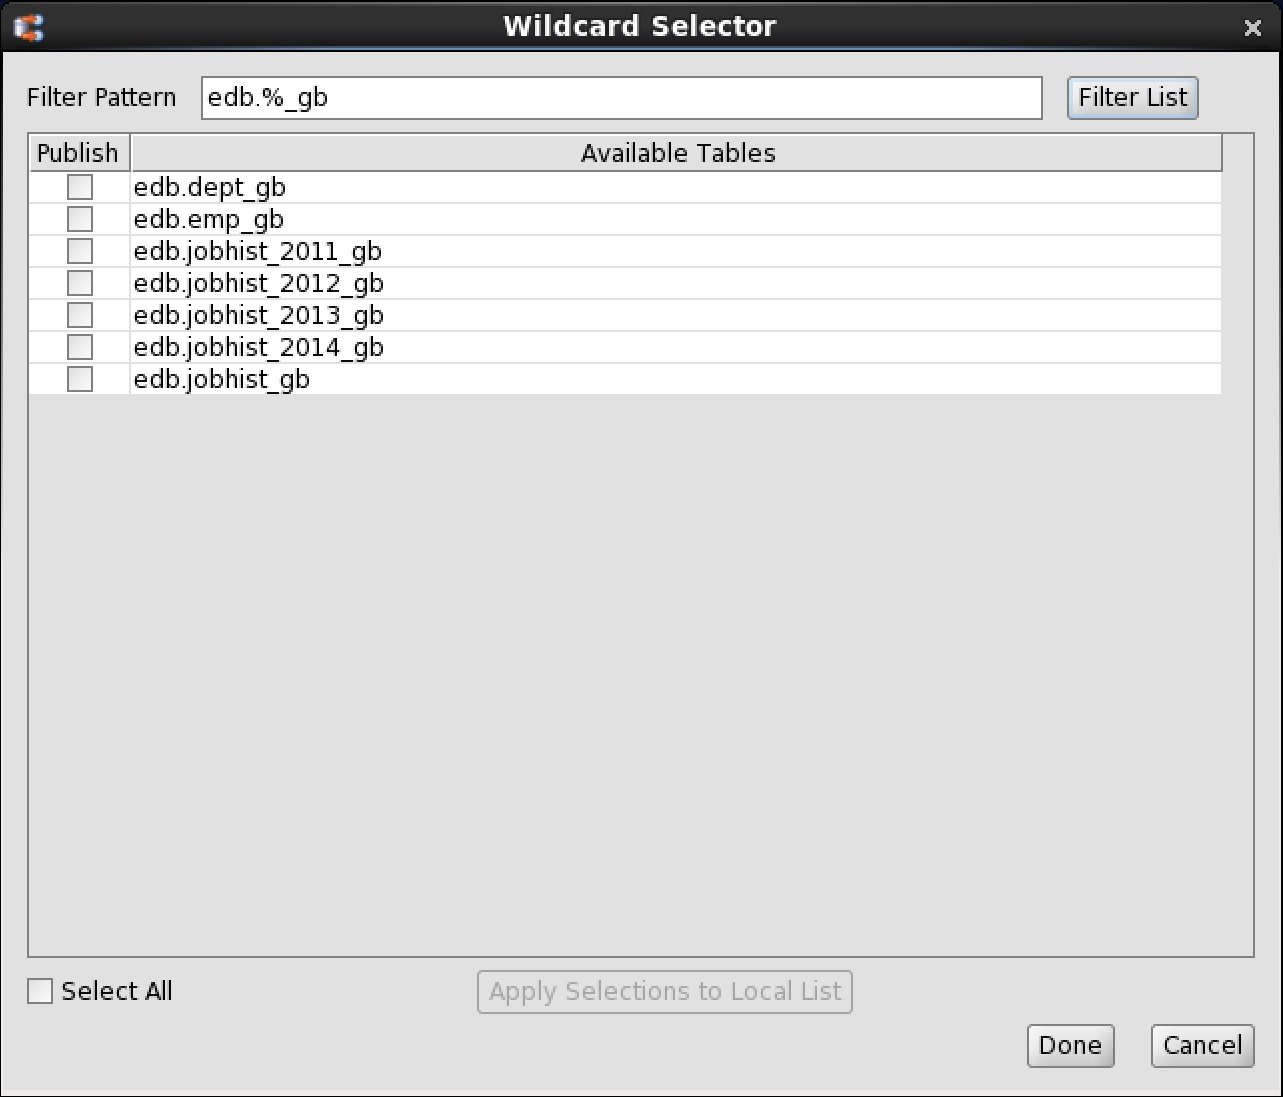 Wildcard Selector
Filter Pattern edb.%_gb Filter List
Publish Available Tables
edb.dept_gb
edb.emp_gb
edb.jobhist_2011_gb
edb.jobhist_2012_gb
edb.jobhist_2013_gb
edb.jobhist_2014_gb
edb.jobhist_gb
Select All Apply Selections to Local List
Done Cancel